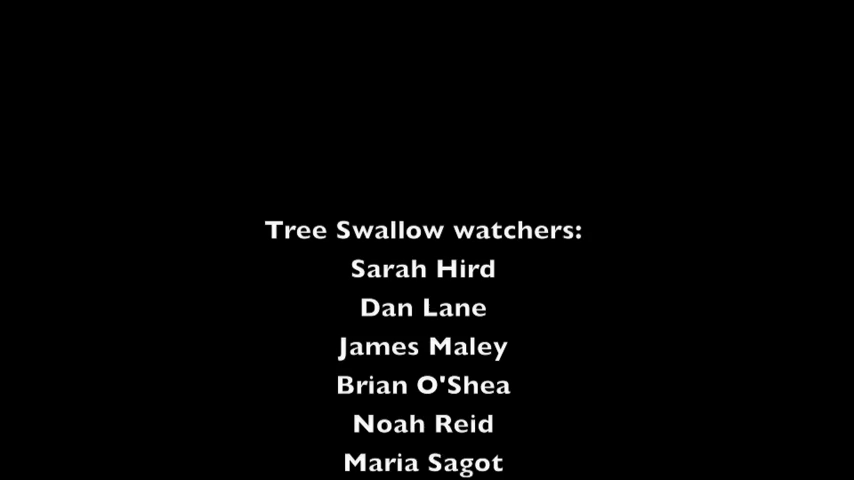 Tree Swallow watchers:
Sarah Hird
Dan Lane
James Maley
Brian O'Shea
Noah Reid
Maria Sagot